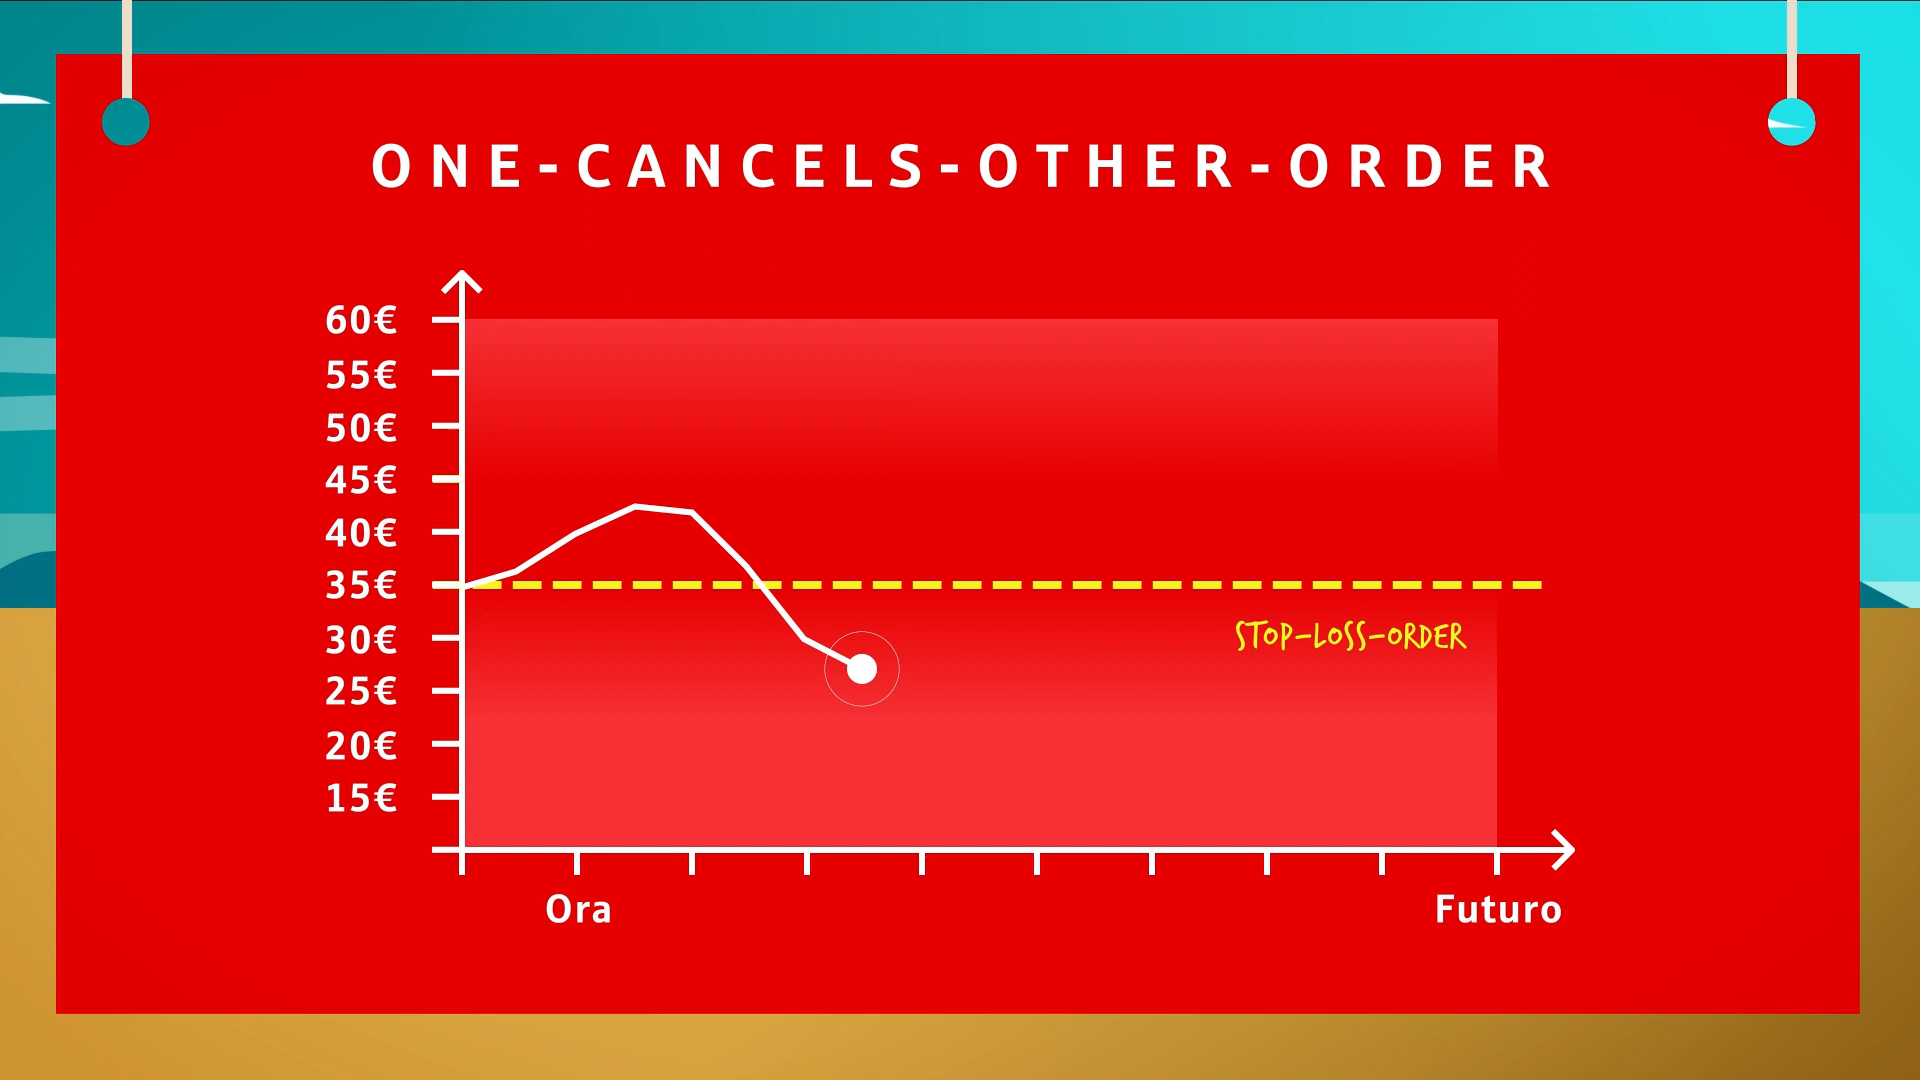 ONE-CANCELS-OTHER-ORDER
60€
55€
50€
45€
40€
35€
30€
STOP-LOSS-ORDER
25€
20€
15€
Ora
Futuro